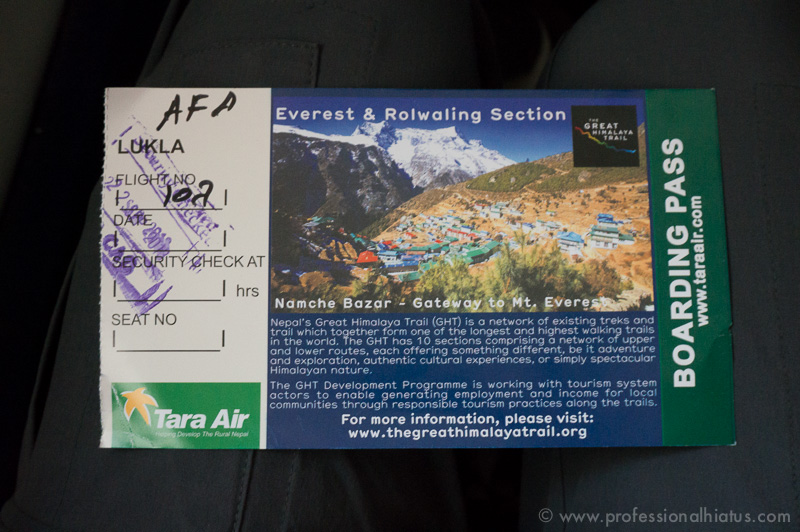 AFA
LUKLA
FLIGHT NO
102
DATE
SECURITY CHECK AT
hrs
SEAT NO
Tara Air
Helping Develop The Rural Nepal
Everest & Rolwaling Section
THE
GREAT
HIMALAYA
TRAIL
Namche Bazar - Gateway to Mt. Everest
Nepal's Great Himalaya Trail (GHT) is a network of existing treks and
trail which together form one of the longest and highest walking trails
in the world. The GHT has 10 sections comprising a network of upper
and lower routes, each offering something different, be it adventure
and exploration, authentic cultural experiences, or simply spectacular
Himalayan nature.
The GHT Development Programme is working with tourism system
actors to enable generating employment and income for local
communities through responsible tourism practices along the trails.
For more information, please visit:
www.thegreathimalayatrail.org
BOARDING PASS
www.taraair.com
© www.professionalhiatus.com